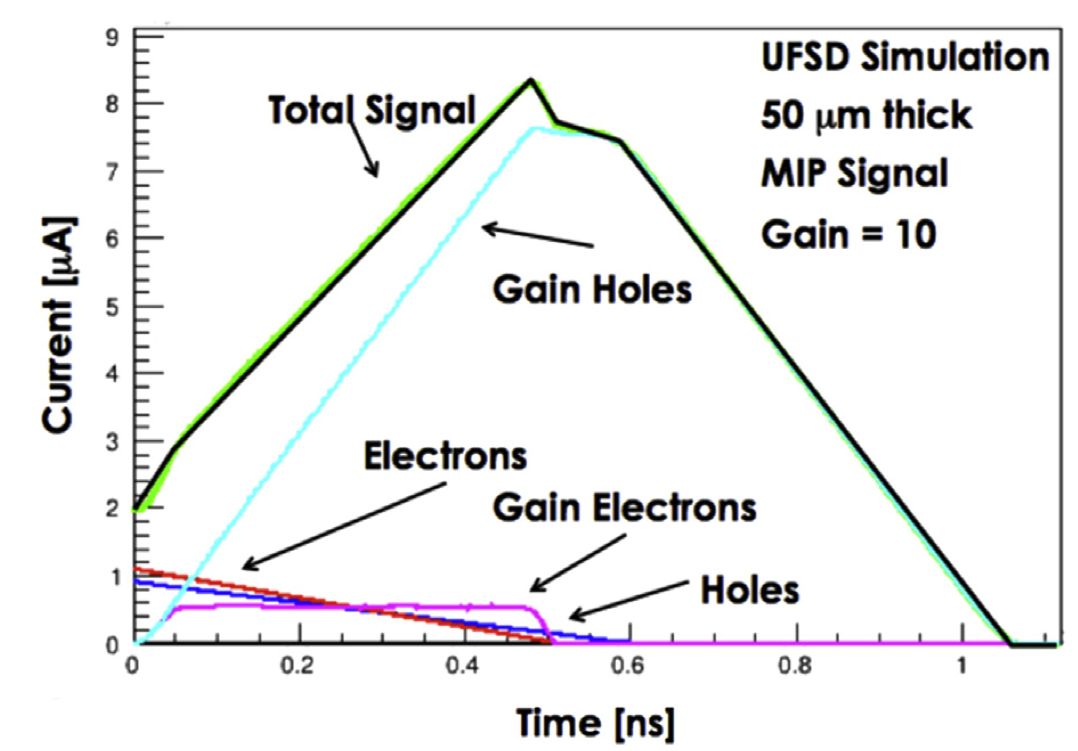 9
8
7
6
5
4
3
2
1
0
0
0.2
0.4
0.6
0.8
1
Current [μA]
Time [ns]
Total Signal
Gain Holes
Electrons
Gain Electrons
Holes
UFSD Simulation
50 μm thick
MIP Signal
Gain = 10